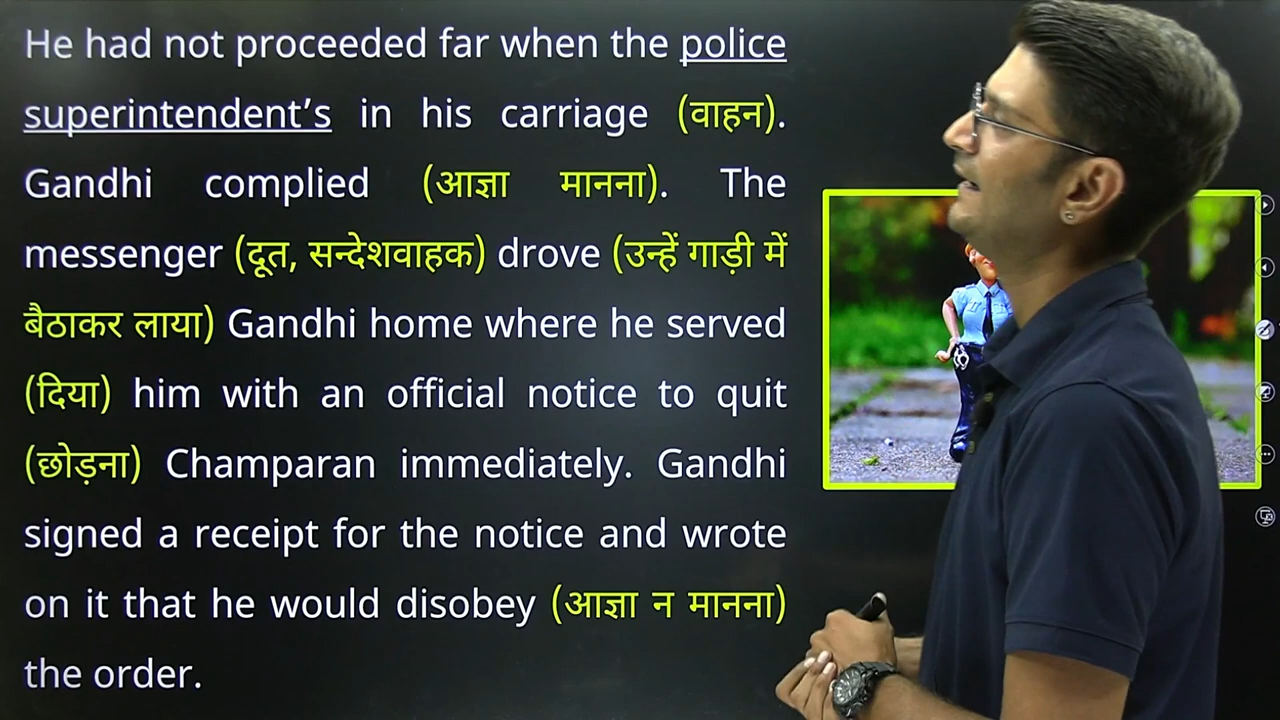 He had not proceeded far when the police
superintendent’s in his carriage (वाहन).
Gandhi complied (आज्ञा मानना). The
messenger (दूत, सन्देशवाहक) drove (उन्हें गाड़ी में
बैठाकर लाया) Gandhi home where he served
(दिया) him with an official notice to quit
(छोड़ना) Champaran immediately. Gandhi
signed a receipt for the notice and wrote
on it that he would disobey (आज्ञा न मानना)
the order.